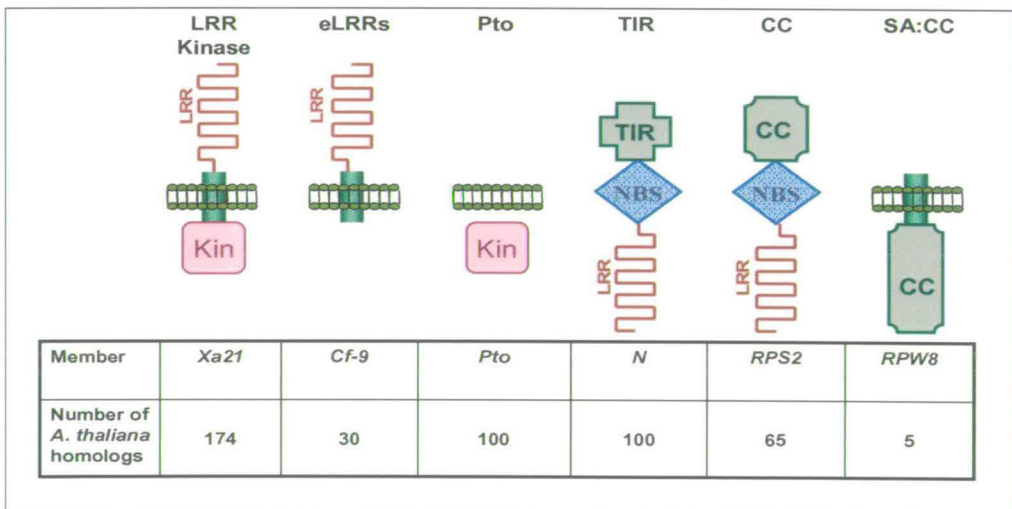 LRR eLRRs Pto TIR CC SA:CC
Kinase
LRR LRR
TIR CC
NBS NBS
Kin Kin
LRR LRR
CC
Member Xa21 Cf-9 Pto N RPS2 RPW8
Number of
A. thaliana 174 30 100 100 65 5
homologs